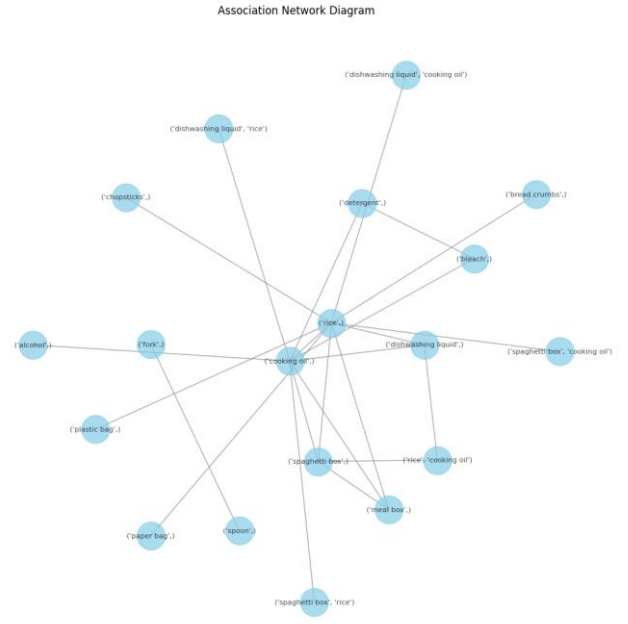 Association Network Diagram
('dishwashing liquid', 'cooking oil')
('dishwashing liquid', 'rice')
('chopsticks',)
('detergent',)
('bread crumbs',)
('bleach',)
('rice',)
('alcohol',)
('fork',)
('dishwashing liquid',)
('spaghetti box', 'cooking oil')
('cooking oil',)
('plastic bag',)
('spaghetti box',)
('rice', 'cooking oil')
('meal box',)
('paper bag',)
('spoon',)
('spaghetti box', 'rice')